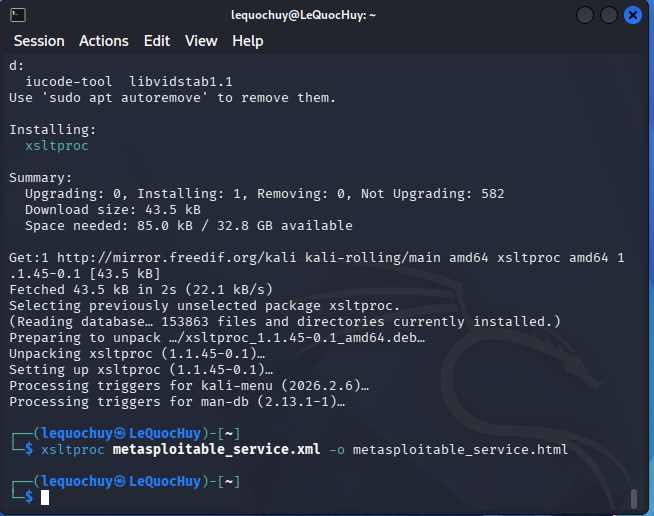 lequochuy@LeQuocHuy: ~
Session Actions Edit View Help
d:
  iucode-tool  libvidstab1.1
Use 'sudo apt autoremove' to remove them.

Installing:
  xsltproc

Summary:
  Upgrading: 0, Installing: 1, Removing: 0, Not Upgrading: 582
  Download size: 43.5 kB
  Space needed: 85.0 kB / 32.8 GB available

Get:1 http://mirror.freedif.org/kali kali-rolling/main amd64 xsltproc amd64 1
.1.45-0.1 [43.5 kB]
Fetched 43.5 kB in 2s (22.1 kB/s)
Selecting previously unselected package xsltproc.
(Reading database… 153863 files and directories currently installed.)
Preparing to unpack …/xsltproc_1.1.45-0.1_amd64.deb…
Unpacking xsltproc (1.1.45-0.1)…
Setting up xsltproc (1.1.45-0.1)…
Processing triggers for kali-menu (2026.2.6)…
Processing triggers for man-db (2.13.1-1)…

┌──(lequochuy㉿LeQuocHuy)-[~]
└─$ xsltproc metasploitable_service.xml -o metasploitable_service.html

┌──(lequochuy㉿LeQuocHuy)-[~]
└─$